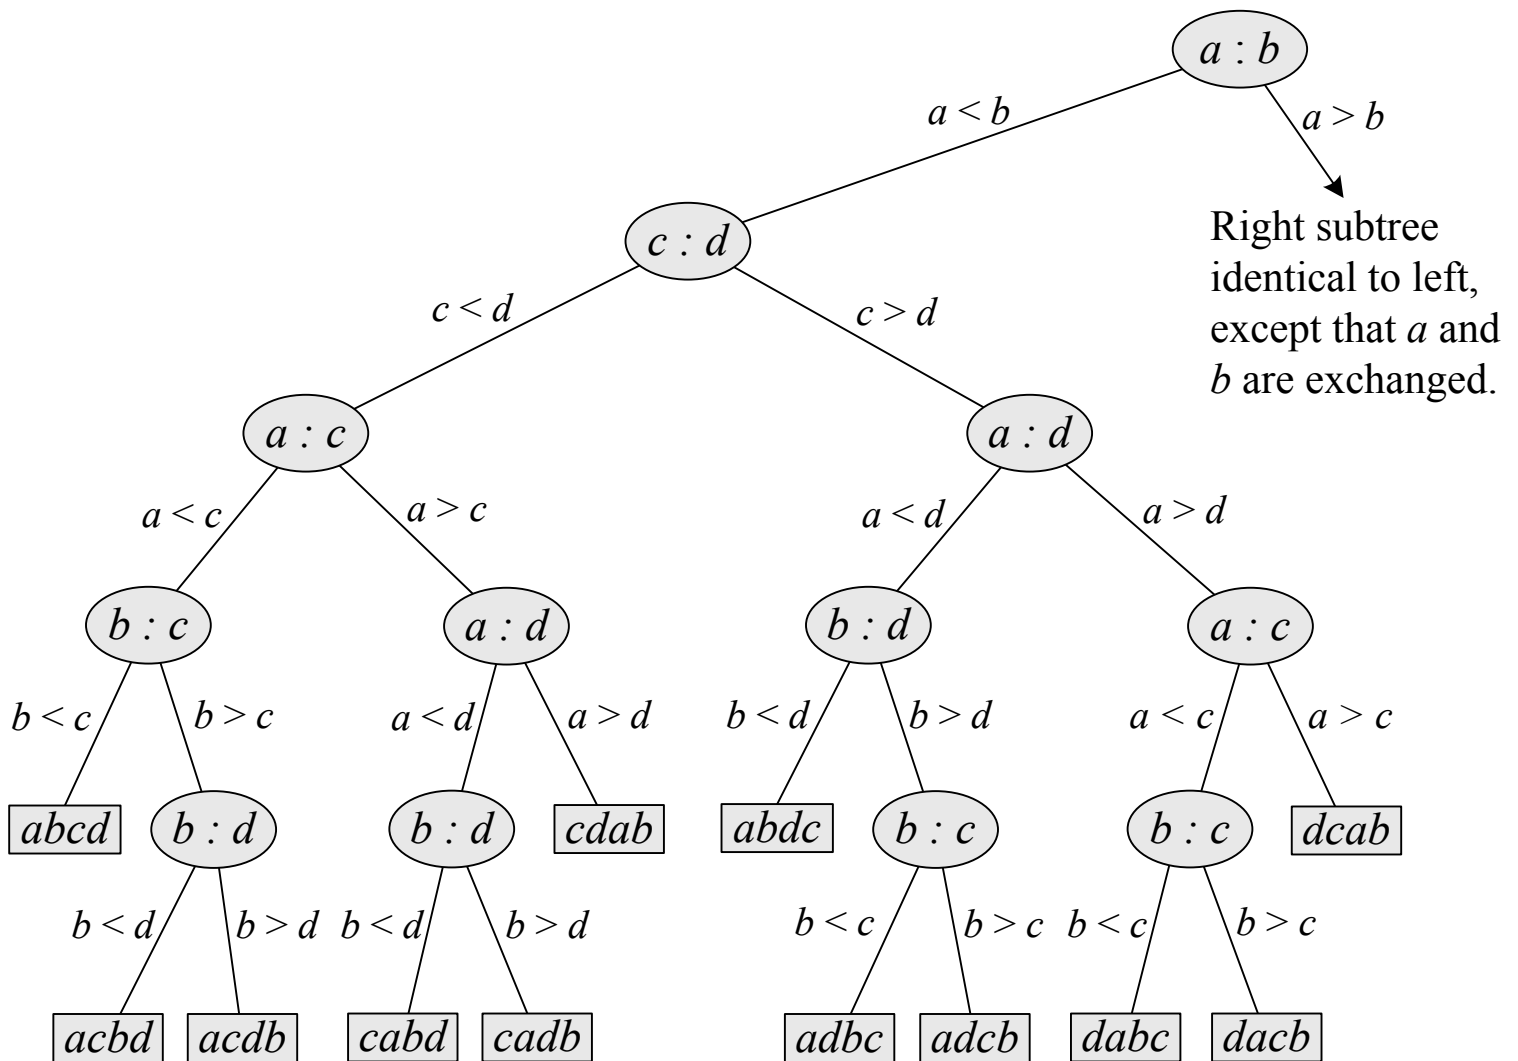 a : b
a < b
a > b
Right subtree
identical to left,
except that a and
b are exchanged.
c : d
c < d
c > d
a : c
a : d
a < c
a > c
a < d
a > d
b : c
a : d
b : d
a : c
b < c
b > c
a < d
a > d
b < d
b > d
a < c
a > c
abcd
b : d
b : d
cdab
abdc
b : c
b : c
dcab
b < d
b > d
b < d
b > d
b < c
b > c
b < c
b > c
acbd
acdb
cabd
cadb
adbc
adcb
dabc
dacb